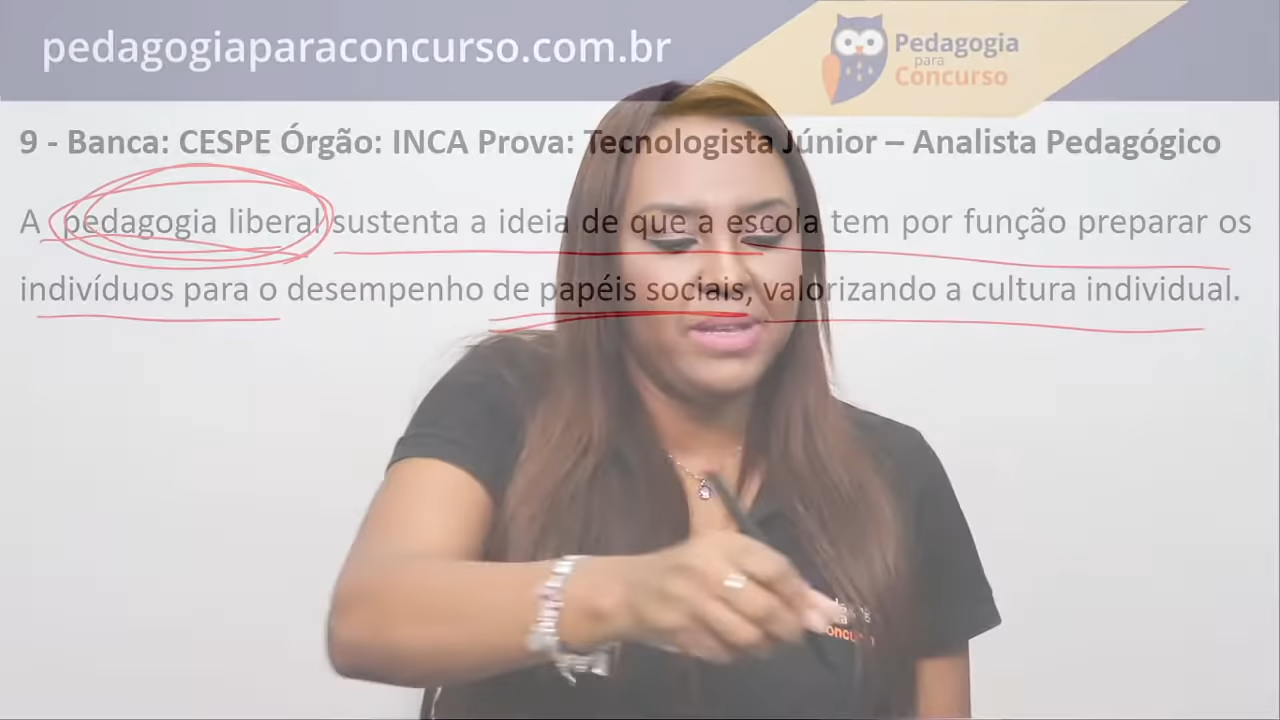 pedagogiaparaconcurso.com.br
Pedagogia
para
Concurso
9 - Banca: CESPE Órgão: INCA Prova: Tecnologista Júnior – Analista Pedagógico
A pedagogia liberal sustenta a ideia de que a escola tem por função preparar os
indivíduos para o desempenho de papéis sociais, valorizando a cultura individual.